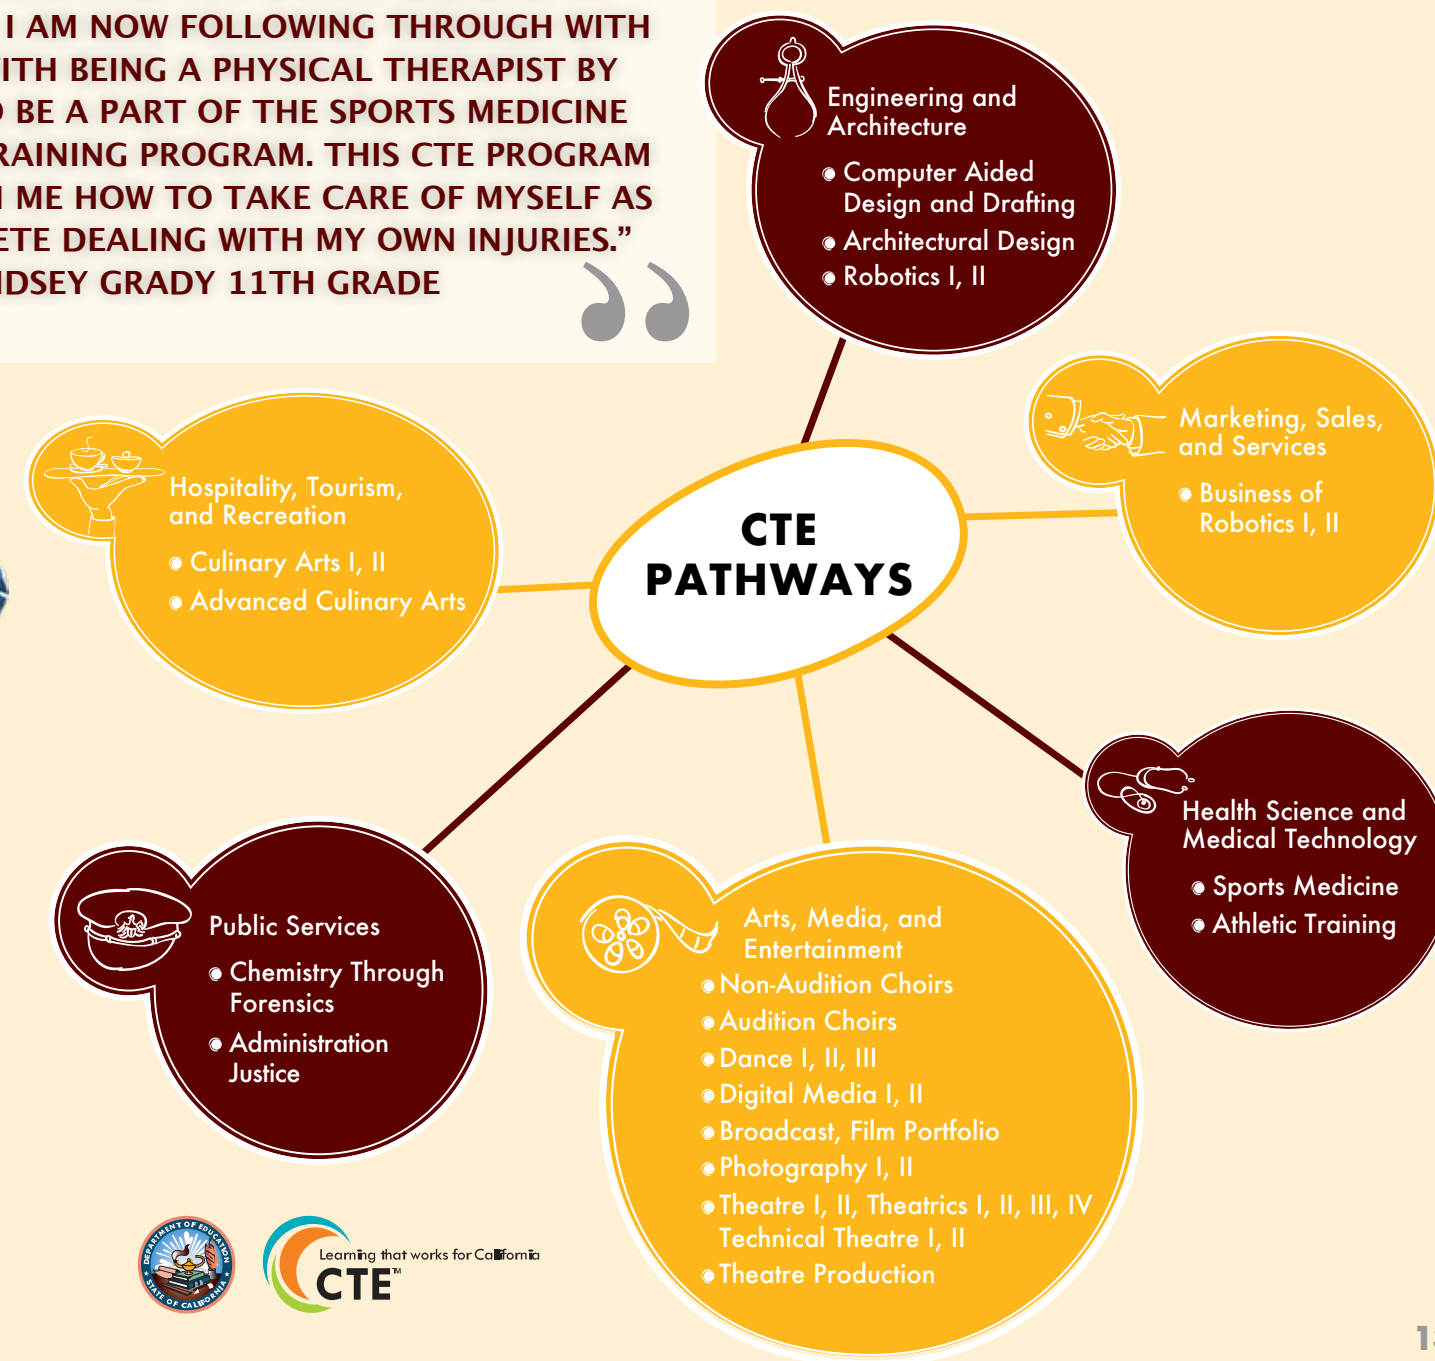 I AM NOW FOLLOWING THROUGH WITH
WITH BEING A PHYSICAL THERAPIST BY
BE A PART OF THE SPORTS MEDICINE
TRAINING PROGRAM. THIS CTE PROGRAM
ME HOW TO TAKE CARE OF MYSELF AS
DEALING WITH MY OWN INJURIES.”
GRADY 11TH GRADE
”
Engineering and
Architecture
Computer Aided
Design and Drafting
Architectural Design
Robotics I, II
Marketing, Sales,
and Services
Business of
Robotics I, II
Hospitality, Tourism,
and Recreation
Culinary Arts I, II
Advanced Culinary Arts
CTE
PATHWAYS
Health Science and
Medical Technology
Sports Medicine
Athletic Training
Public Services
Chemistry Through
Forensics
Administration
Justice
Arts, Media, and
Entertainment
Non-Audition Choirs
Audition Choirs
Dance I, II, III
Digital Media I, II
Broadcast, Film Portfolio
Photography I, II
Theatre I, II, Theatrics I, II, III, IV
Technical Theatre I, II
Theatre Production
DEPARTMENT OF EDUCATION
STATE OF CALIFORNIA
Learning that works for California
CTE™